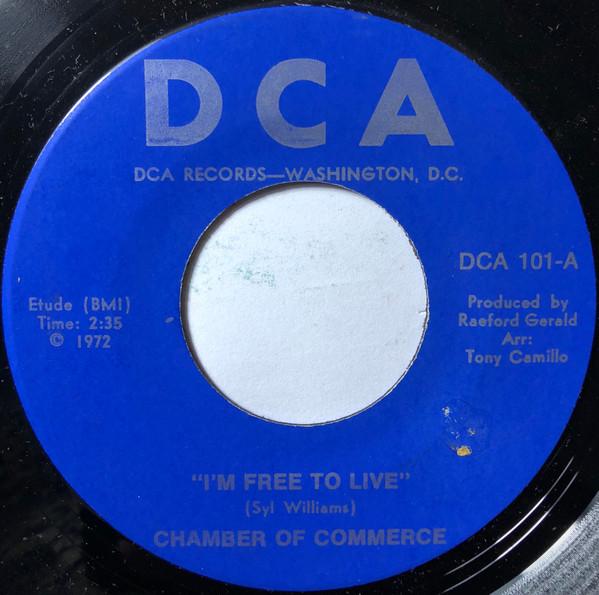 DCA
DCA RECORDS—WASHINGTON, D.C.
DCA 101-A
Etude (BMI)
Time: 2:35
© 1972
Produced by
Raeford Gerald
Arr:
Tony Camillo
"I'M FREE TO LIVE"
(Syl Williams)
CHAMBER OF COMMERCE